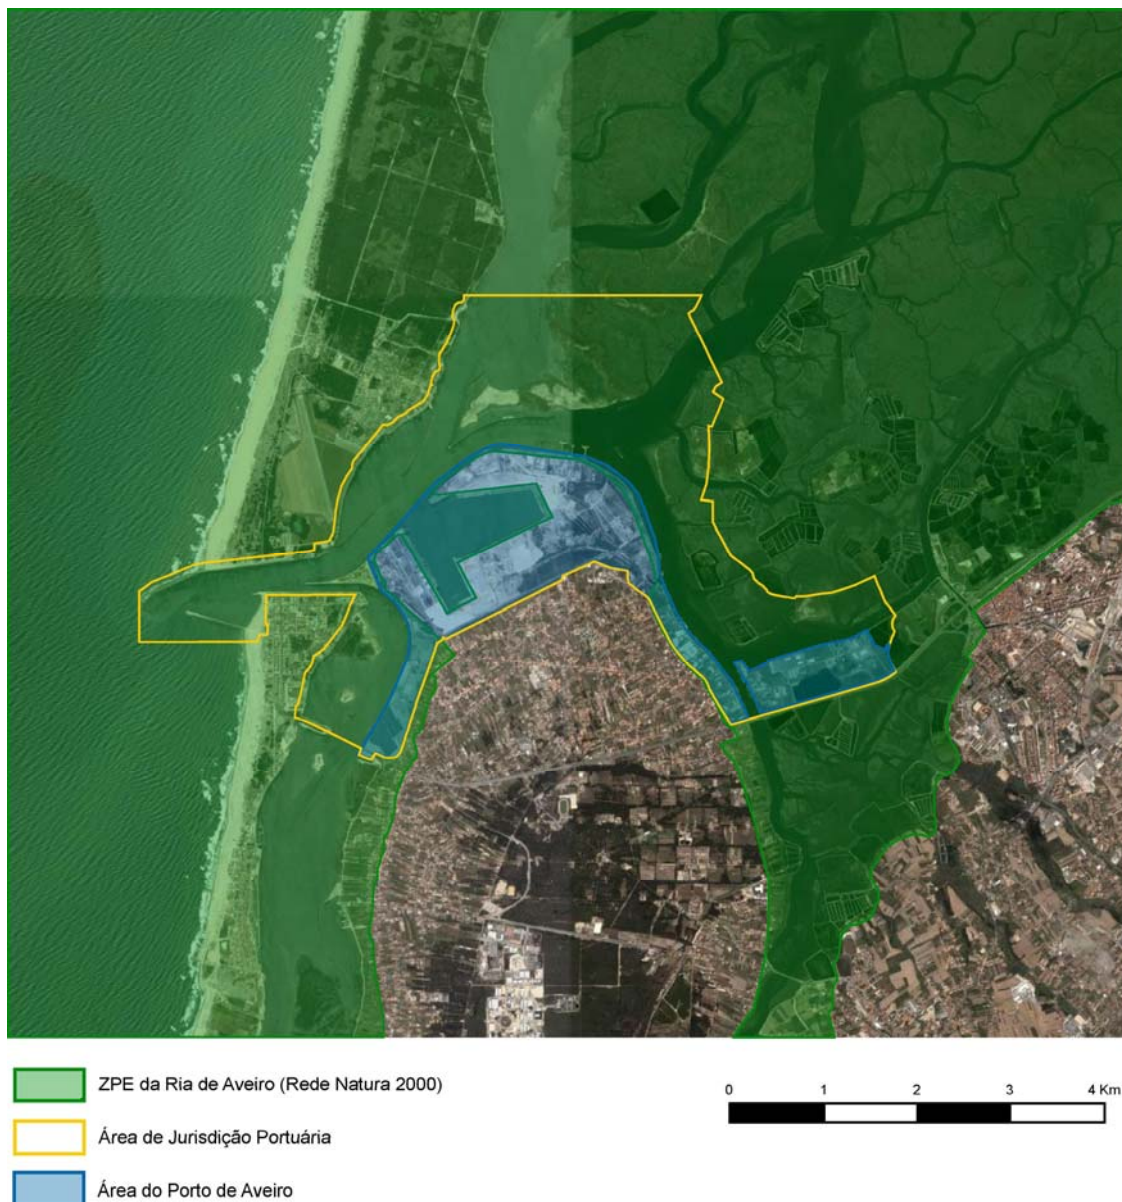 ZPE da Ria de Aveiro (Rede Natura 2000)
0 1 2 3 4 Km
Área de Jurisdição Portuária
Área do Porto de Aveiro